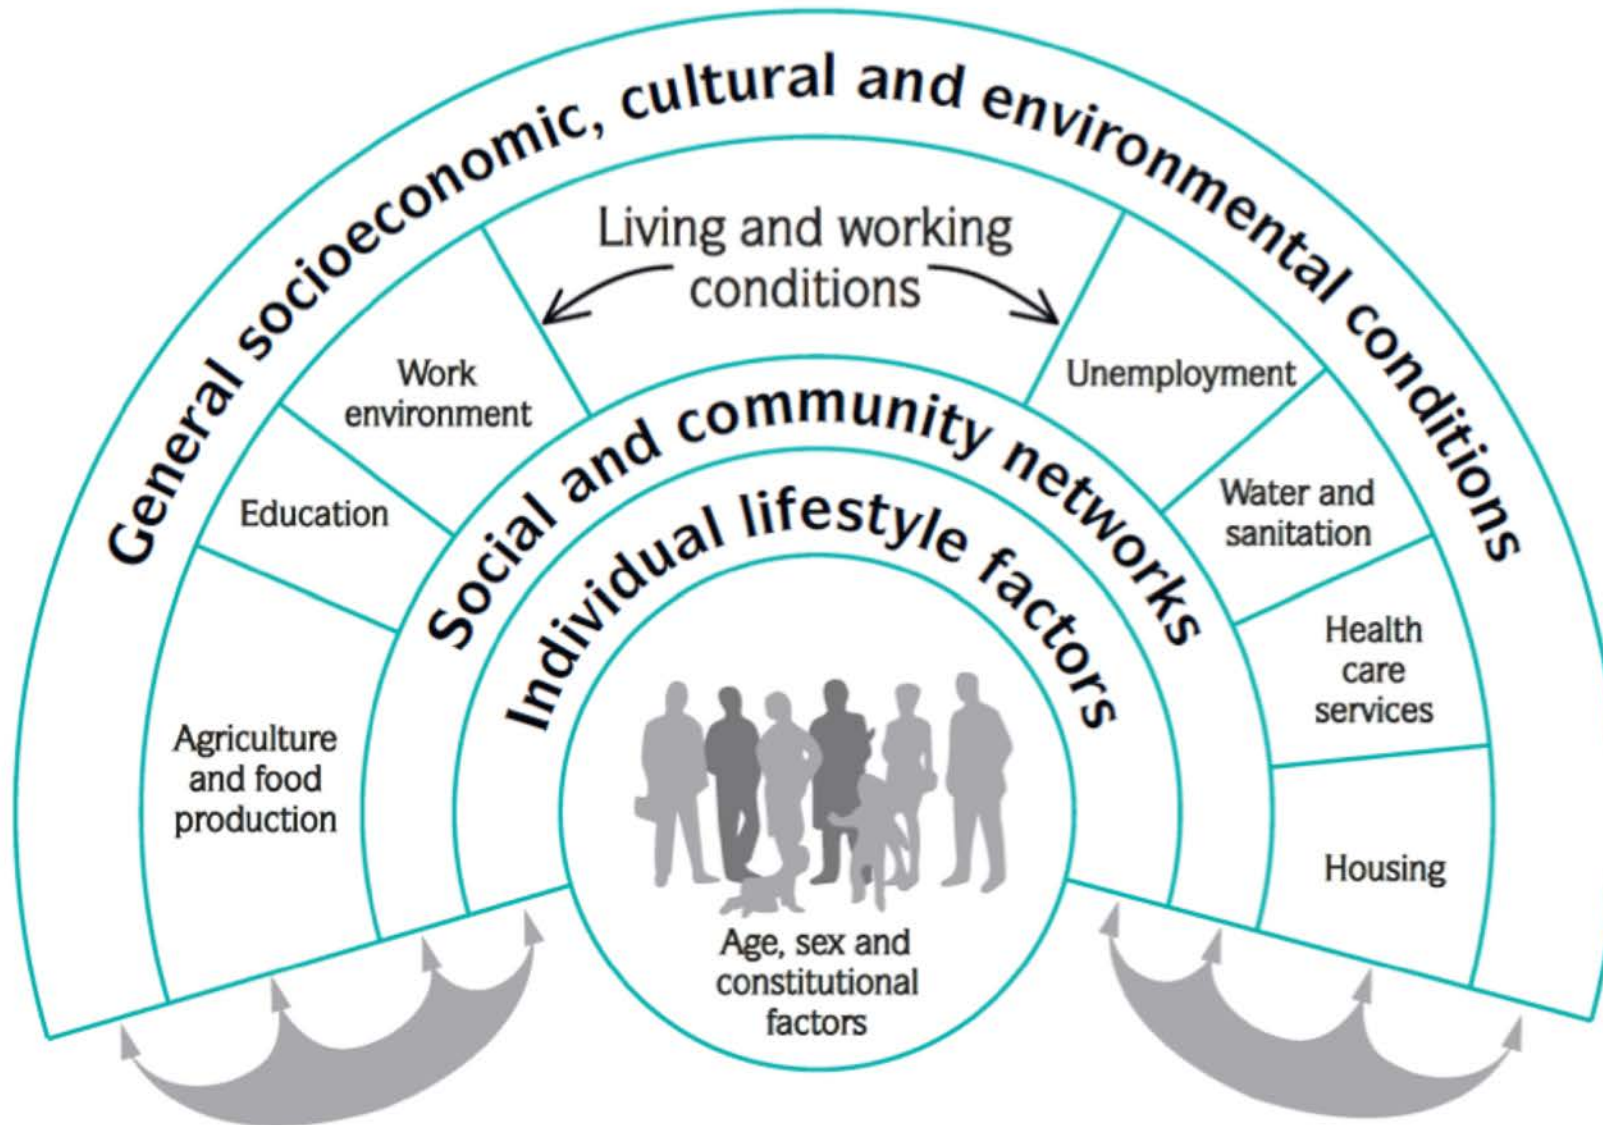 General socioeconomic, cultural and environmental conditions
Living and working
conditions
Work
environment
Unemployment
Education
Water and
sanitation
Agriculture
and food
production
Health
care
services
Housing
Social and community networks
Individual lifestyle factors
Age, sex and
constitutional
factors